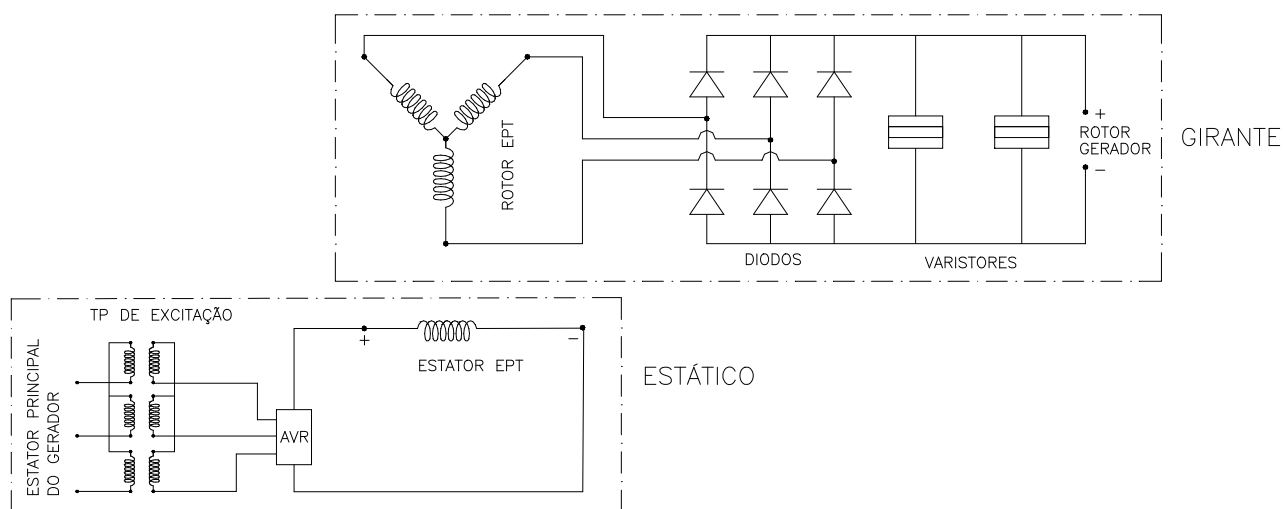 ROTOR EPT
DIODOS
VARISTORES
+
ROTOR
GERADOR
−
GIRANTE
TP DE EXCITAÇÃO
ESTATOR PRINCIPAL
DO GERADOR
AVR
+
−
ESTATOR EPT
ESTÁTICO